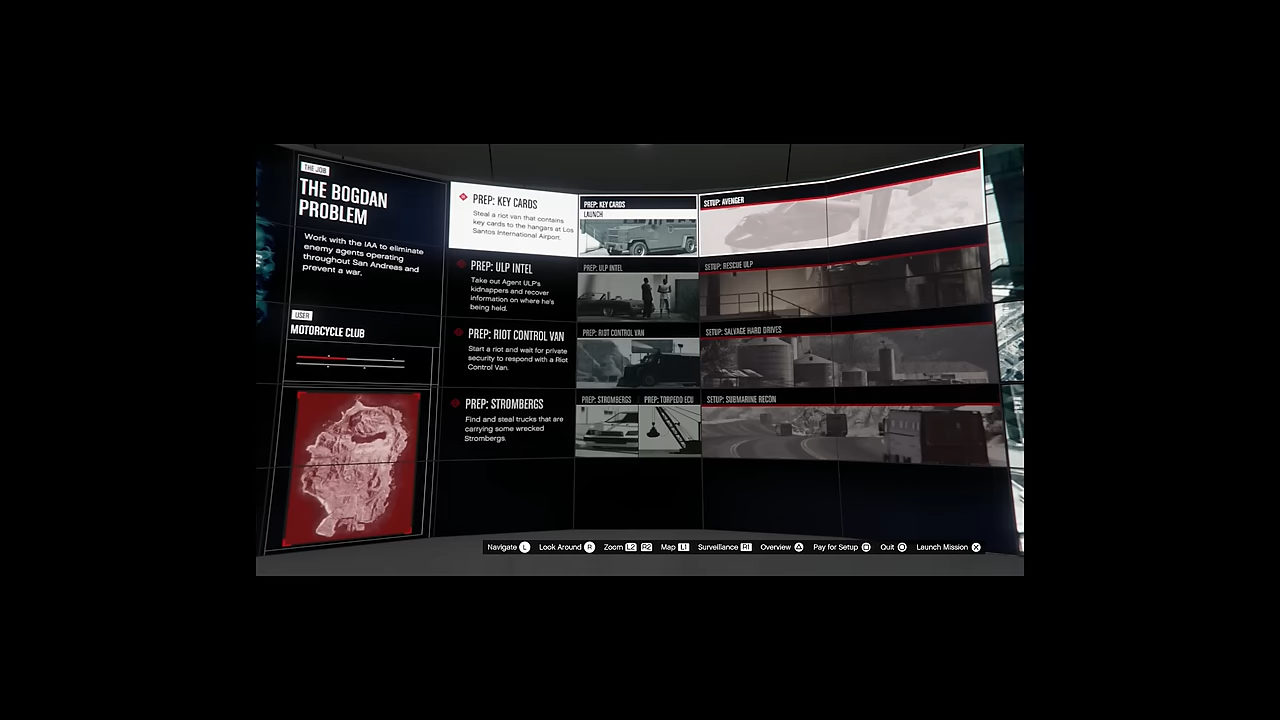 THE JOB
THE BOGDAN
PROBLEM
Work with the IAA to eliminate
enemy agents operating
throughout San Andreas and
prevent a war.
USER
MOTORCYCLE CLUB
PREP: KEY CARDS
Steal a riot van that contains
key cards to the hangars at Los
Santos International Airport.
PREP: ULP INTEL
Take out Agent ULP's
kidnappers and recover
information on where he's
being held.
PREP: RIOT CONTROL VAN
Start a riot and wait for private
security to respond with a Riot
Control Van.
PREP: STROMBERGS
Find and steal trucks that are
carrying some wrecked
Strombergs.
PREP: KEY CARDS
LAUNCH
PREP: ULP INTEL
PREP: RIOT CONTROL VAN
PREP: STROMBERGS PREP: TORPEDO ECU
SETUP: AVENGER
SETUP: RESCUE ULP
SETUP: SALVAGE HARD DRIVES
SETUP: SUBMARINE RECON
Navigate L Look Around R Zoom L2 R2 Map L1 Surveillance R1 Overview Pay for Setup Quit Launch Mission